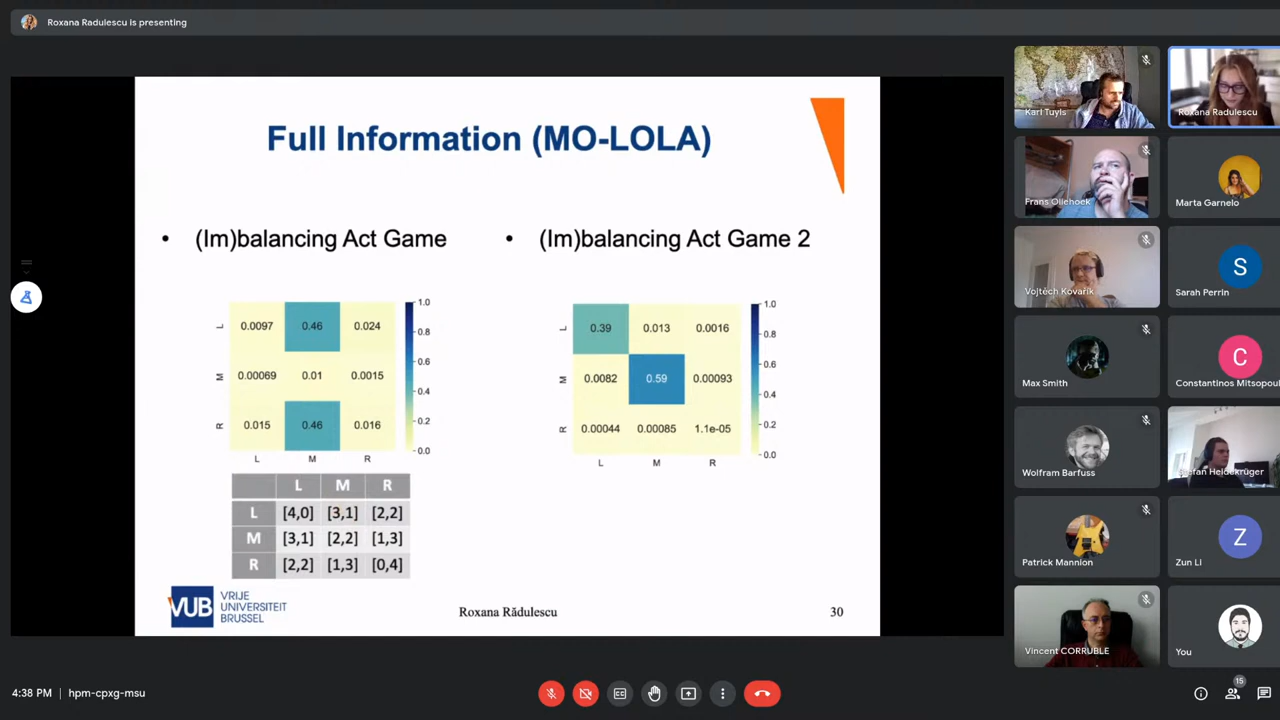 Roxana Radulescu is presenting
Full Information (MO-LOLA)
• (Im)balancing Act Game
L 0.0097 0.46 0.024
M 0.00069 0.01 0.0015
R 0.015 0.46 0.016
L M R
1.0
0.8
0.6
0.4
0.2
0.0
L M R
L [4,0] [3,1] [2,2]
M [3,1] [2,2] [1,3]
R [2,2] [1,3] [0,4]
• (Im)balancing Act Game 2
L 0.39 0.013 0.0016
M 0.0082 0.59 0.00093
R 0.00044 0.00085 1.1e-05
L M R
1.0
0.8
0.6
0.4
0.2
0.0
VUB
VRIJE
UNIVERSITEIT
BRUSSEL
Roxana Rădulescu
30
Karl Tuyls
Roxana Radulescu
Frans Oliehoek
Marta Garnelo
Vojtěch Kovařík
S
Sarah Perrin
Max Smith
C
Constantinos Mitsopoul
Wolfram Barfuss
Stefan Heidekrüger
Patrick Mannion
Z
Zun Li
Vincent CORRUBLE
You
4:38 PM | hpm-cpxg-msu
CC
15